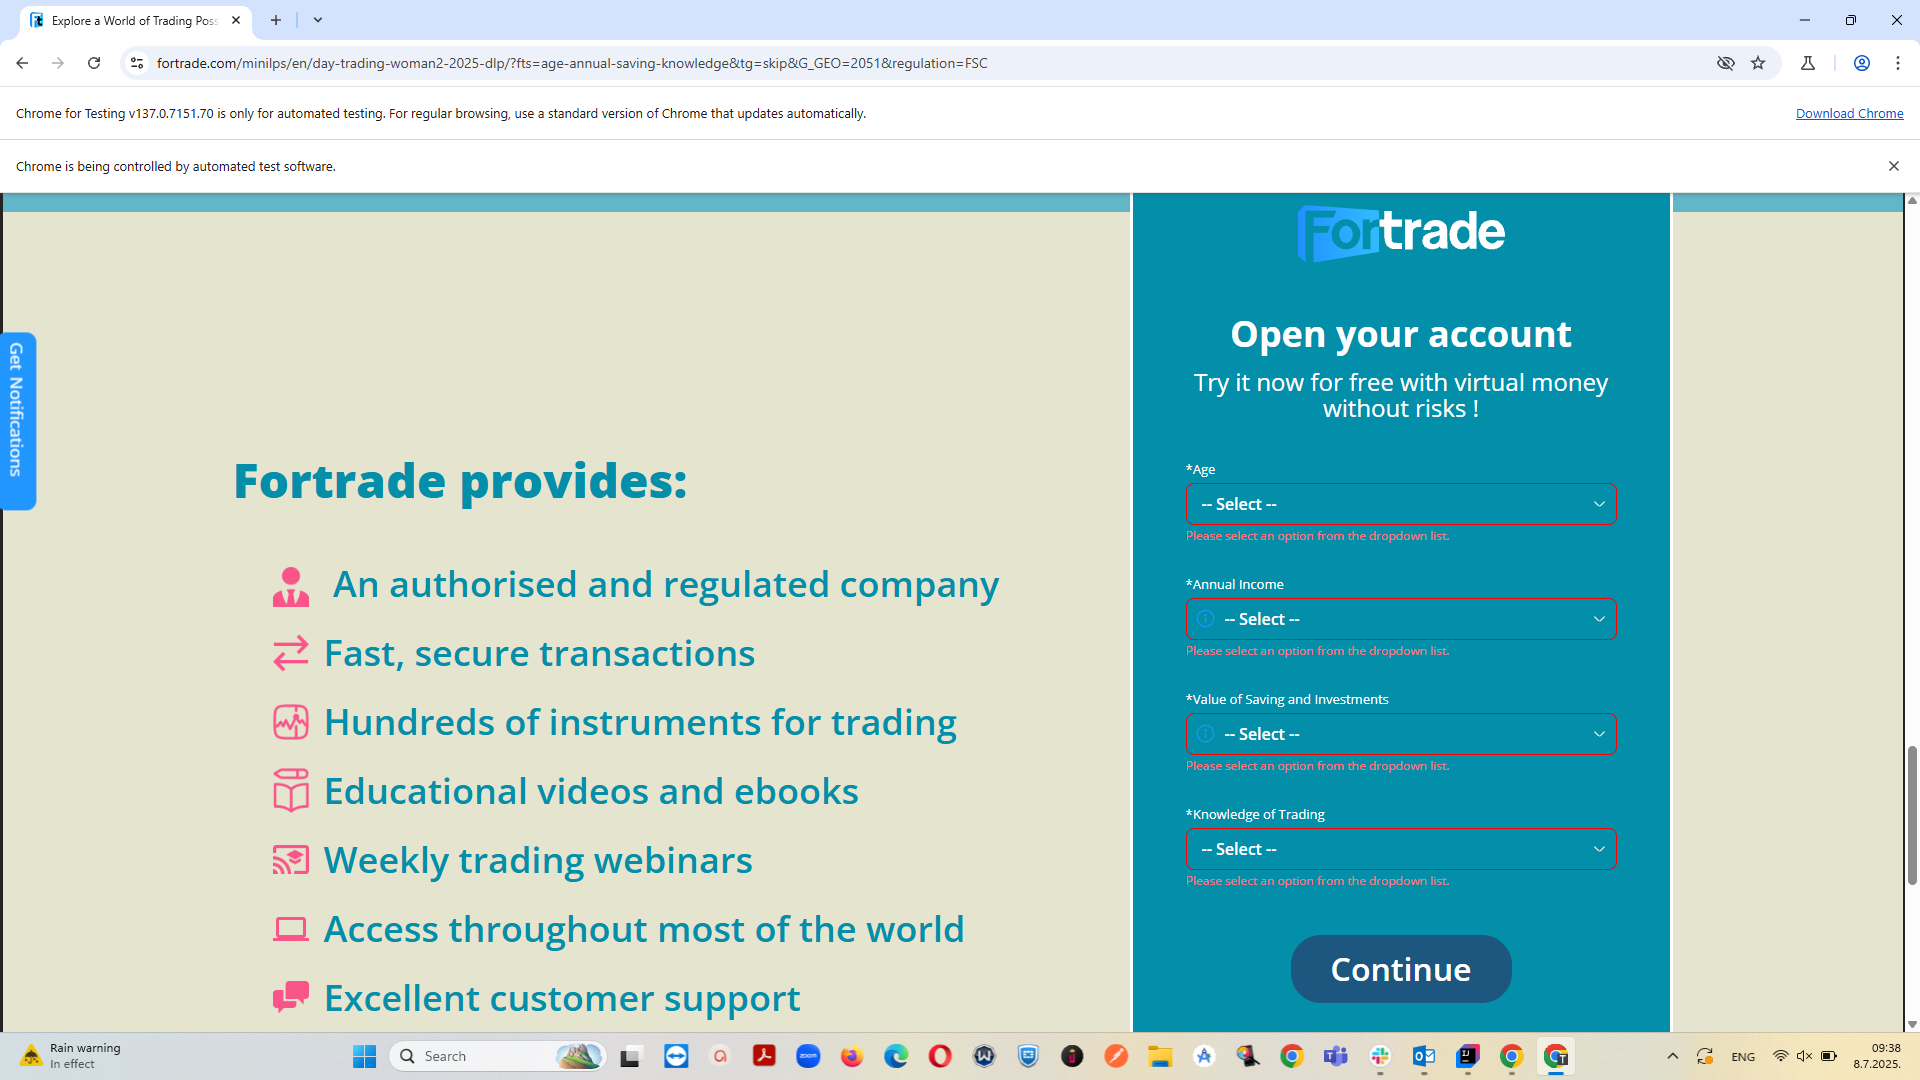 Explore a World of Trading Poss
fortrade.com/minilps/en/day-trading-woman2-2025-dlp/?fts=age-annual-saving-knowledge&tg=skip&G_GEO=2051&regulation=FSC
Chrome for Testing v137.0.7151.70 is only for automated testing. For regular browsing, use a standard version of Chrome that updates automatically.
Download Chrome
Chrome is being controlled by automated test software.
Get Notifications
Fortrade provides:
An authorised and regulated company
Fast, secure transactions
Hundreds of instruments for trading
Educational videos and ebooks
Weekly trading webinars
Access throughout most of the world
Excellent customer support
Fortrade
Open your account
Try it now for free with virtual money
without risks !
*Age
-- Select --
Please select an option from the dropdown list.
*Annual Income
-- Select --
Please select an option from the dropdown list.
*Value of Saving and Investments
-- Select --
Please select an option from the dropdown list.
*Knowledge of Trading
-- Select --
Please select an option from the dropdown list.
Continue
Rain warning
In effect
Search
zoom
ENG
09:38
8.7.2025.